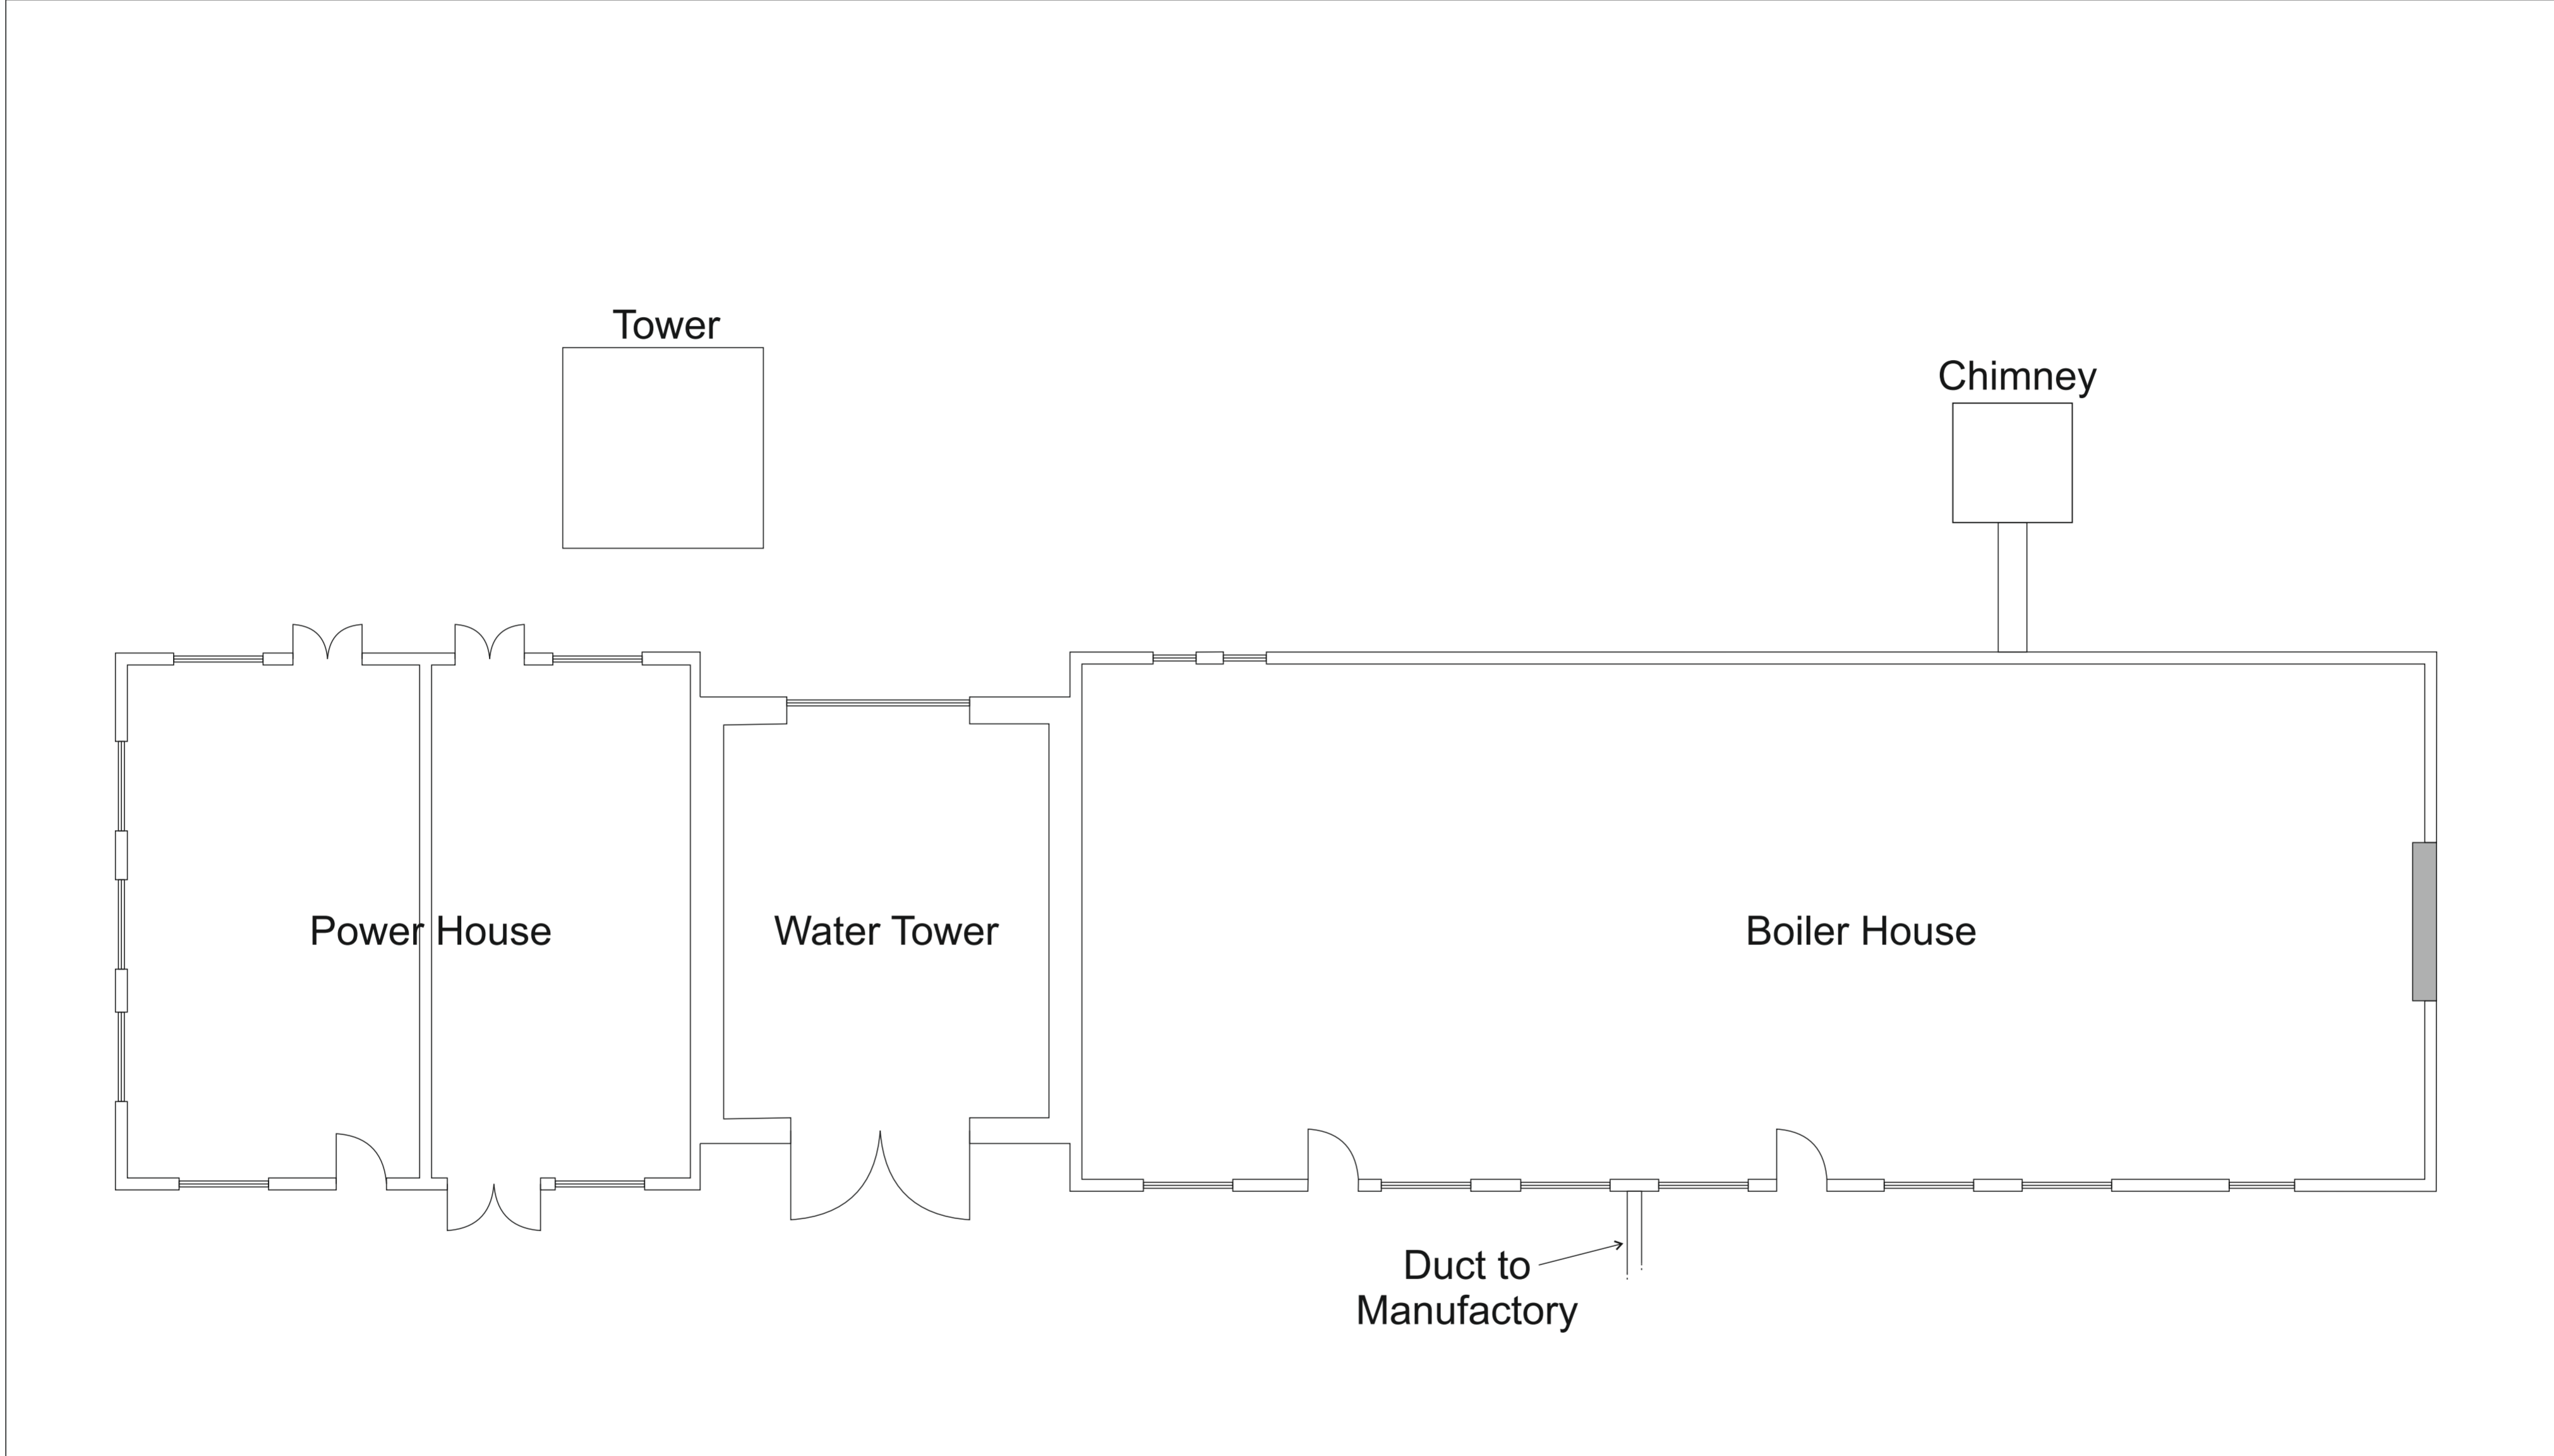 Tower
Chimney
Power House
Water Tower
Boiler House
Duct to
Manufactory